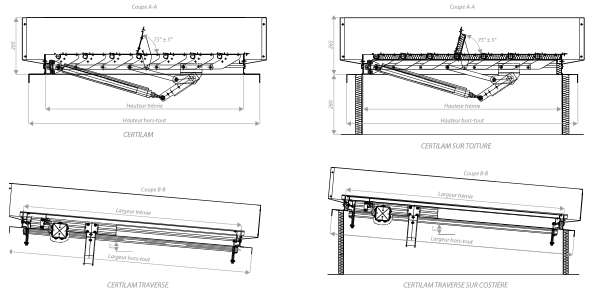 Coupe A-A
265
75° ± 5°
Hauteur trémie
Hauteur hors-tout
CERTILAM
Coupe A-A
265
75° ± 5°
290
Hauteur trémie
Hauteur hors-tout
CERTILAM SUR TOITURE
Coupe B-B
Largeur trémie
Largeur hors-tout
CERTILAM TRAVERSE
Coupe B-B
Largeur trémie
Largeur hors-tout
CERTILAM TRAVERSE SUR COSTIÈRE